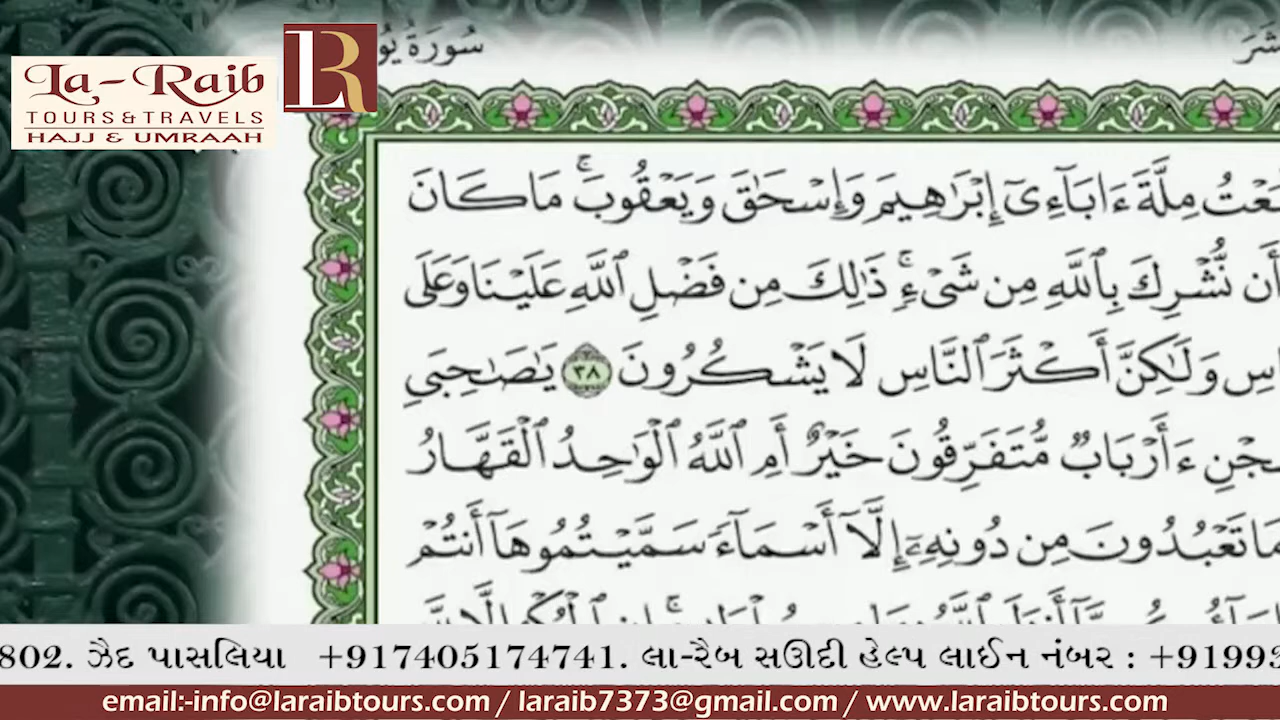 La-Raib
TOURS & TRAVELS
HAJJ & UMRAAH
LR
سُورَةُ يُو
مِلَّةَ ءَابَآءِىٓ إِبْرَٰهِيمَ وَإِسْحَٰقَ وَيَعْقُوبَ ۚ مَا كَانَ
أَن نُّشْرِكَ بِٱللَّهِ مِن شَىْءٍ ۚ ذَٰلِكَ مِن فَضْلِ ٱللَّهِ عَلَيْنَا وَعَلَى
وَلَٰكِنَّ أَكْثَرَ ٱلنَّاسِ لَا يَشْكُرُونَ ٣٨ يَٰصَٰحِبَىِ
ءَأَرْبَابٌ مُّتَفَرِّقُونَ خَيْرٌ أَمِ ٱللَّهُ ٱلْوَٰحِدُ ٱلْقَهَّارُ
مَا تَعْبُدُونَ مِن دُونِهِۦٓ إِلَّآ أَسْمَآءً سَمَّيْتُمُوهَآ أَنتُمْ
802. ઝૈદ પાસલિયા +917405174741. લા-રૈબ સઊદી હેલ્પ લાઈન નંબર : +9199
email:-info@laraibtours.com / laraib7373@gmail.com / www.laraibtours.com